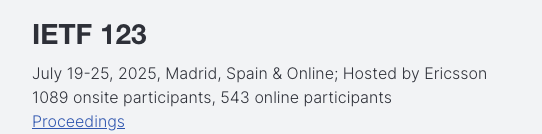 IETF 123
July 19-25, 2025, Madrid, Spain & Online; Hosted by Ericsson
1089 onsite participants, 543 online participants
Proceedings